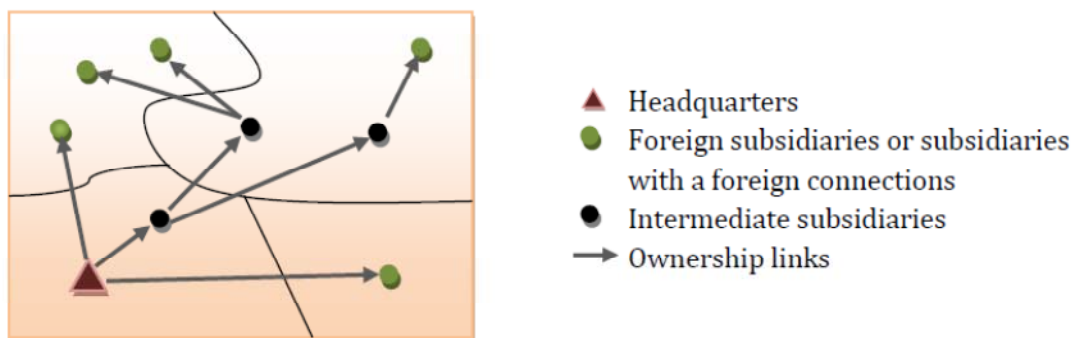 Headquarters
Foreign subsidiaries or subsidiaries
with a foreign connections
Intermediate subsidiaries
Ownership links